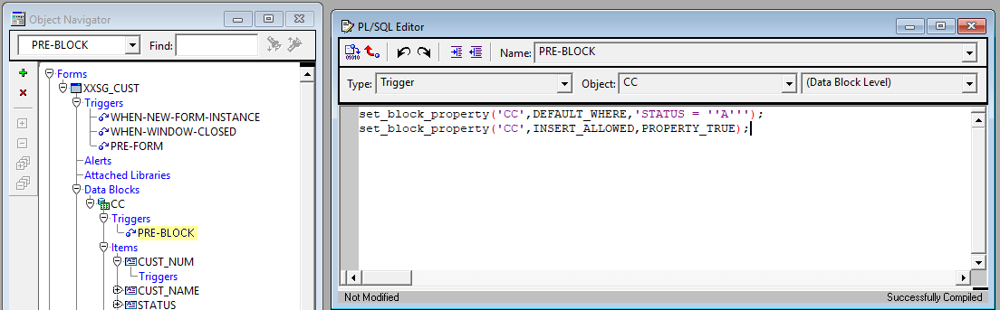 Object Navigator
PRE-BLOCK
Find:
Forms
XXSG_CUST
Triggers
WHEN-NEW-FORM-INSTANCE
WHEN-WINDOW-CLOSED
PRE-FORM
Alerts
Attached Libraries
Data Blocks
CC
Triggers
PRE-BLOCK
Items
CUST_NUM
Triggers
CUST_NAME
STATUS
PL/SQL Editor
01010
Name: PRE-BLOCK
Type: Trigger Object: CC (Data Block Level)
set_block_property('CC',DEFAULT_WHERE,'STATUS = ''A''');
set_block_property('CC',INSERT_ALLOWED,PROPERTY_TRUE);
Not Modified Successfully Compiled